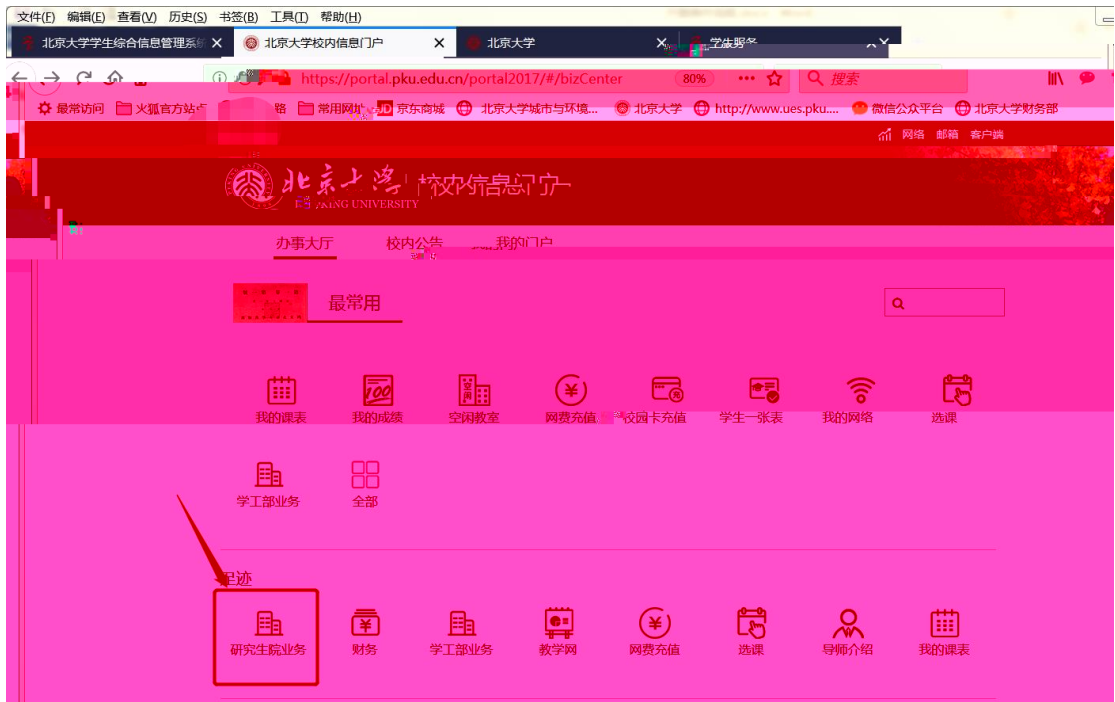 文件(F) 编辑(E) 查看(V) 历史(S) 书签(B) 工具(T) 帮助(H)
北京大学学生综合信息管理系统 北京大学校内信息门户 北京大学
https://portal.pku.edu.cn/portal2017/#/bizCenter 80% 搜索
最常访问 火狐官方站点 常用网址 JD 京东商城 北京大学城市与环境... 北京大学 http://www.ues.pku.... 微信公众平台 北京大学财务部
网络 邮箱 客户端
北京大学 校内信息门户
PEKING UNIVERSITY
办事大厅 校内公告 我的门户
最常用
我的课表 我的成绩 空闲教室 网费充值 校园卡充值 学生一张表 我的网络 选课
学工部业务 全部
足迹
研究生院业务 财务 学工部业务 教学网 网费充值 选课 导师介绍 我的课表